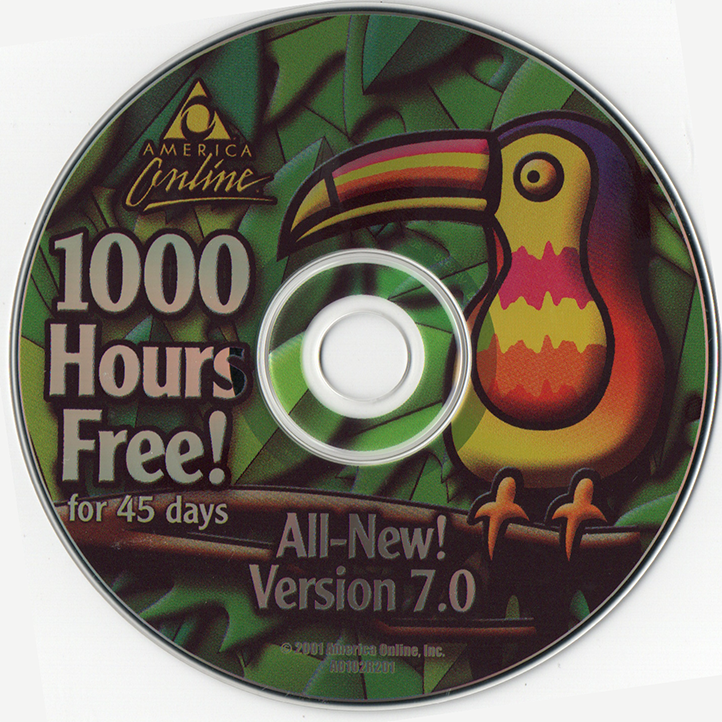 AMERICA
Online
1000
Hours
Free!
for 45 days
All-New!
Version 7.0
© 2001 America Online, Inc.